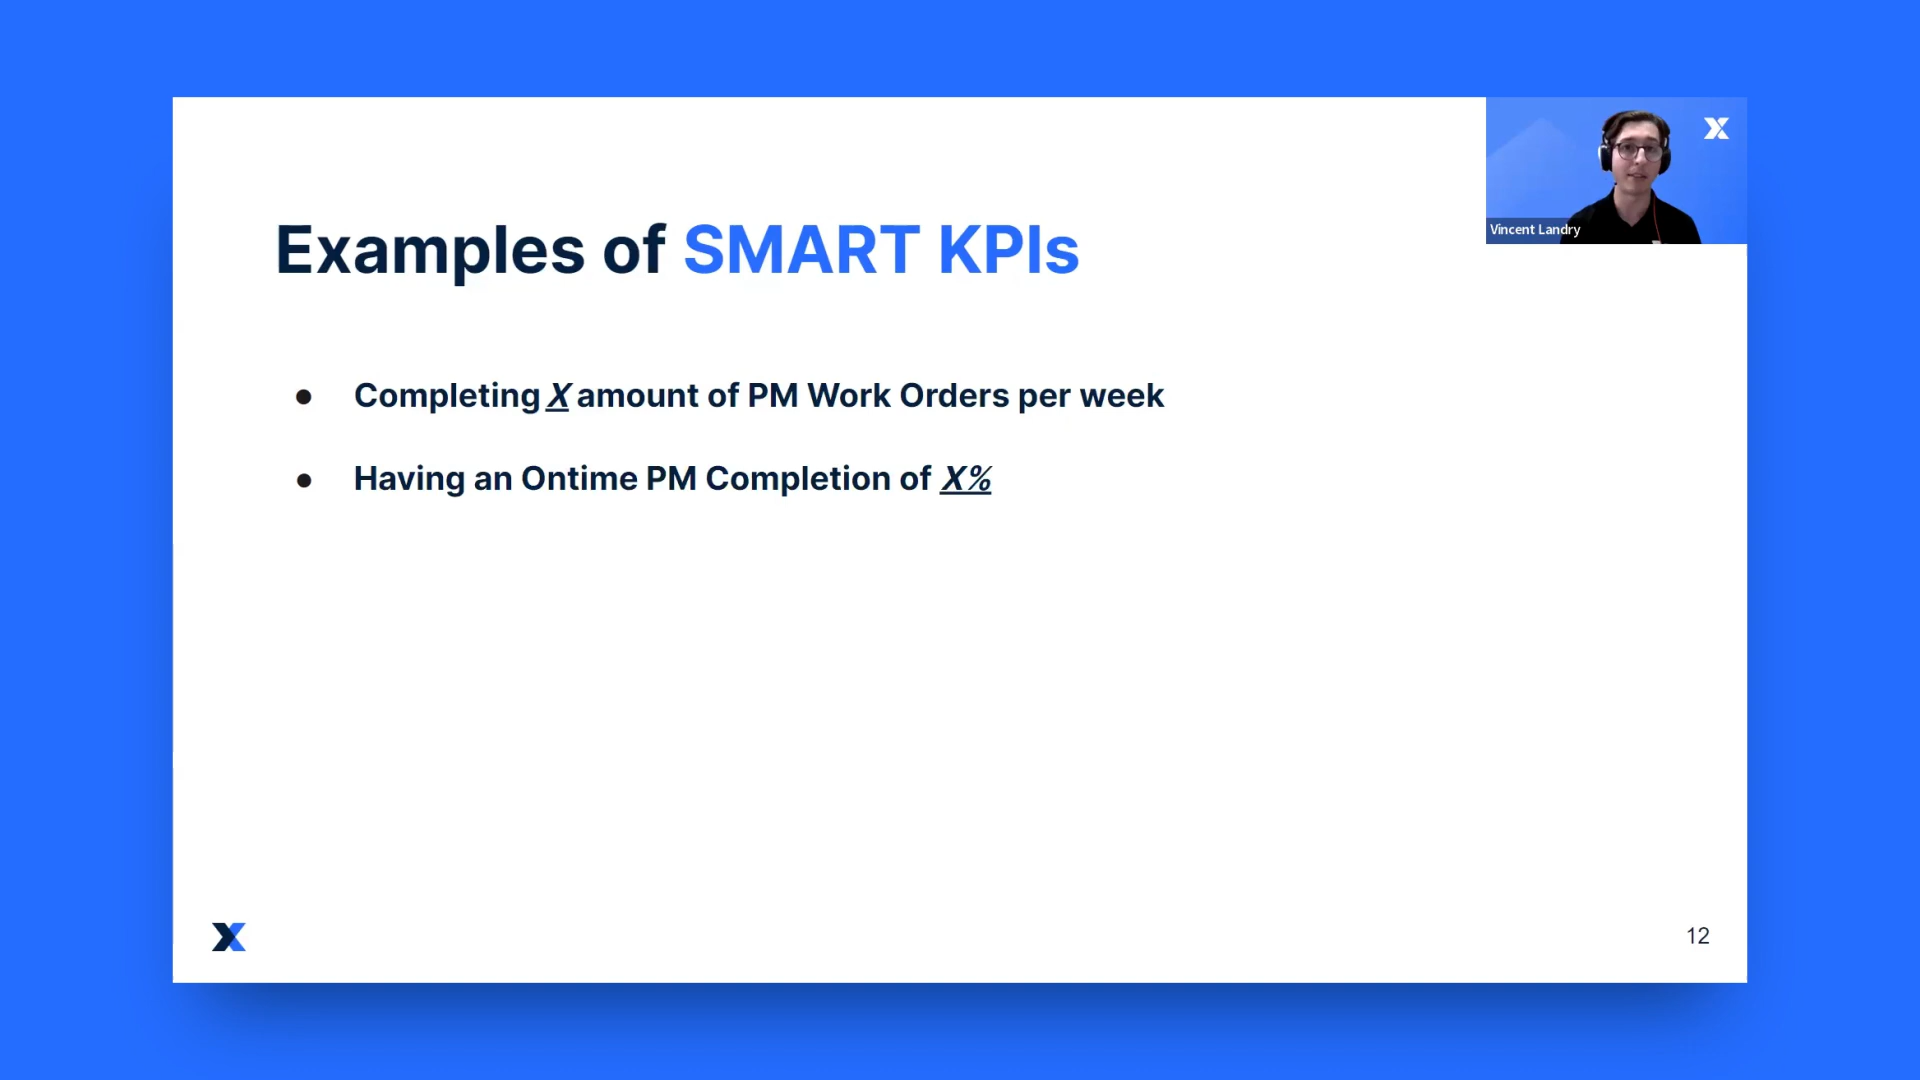 Vincent Landry
Examples of SMART KPIs
● Completing X amount of PM Work Orders per week
● Having an Ontime PM Completion of X%
12